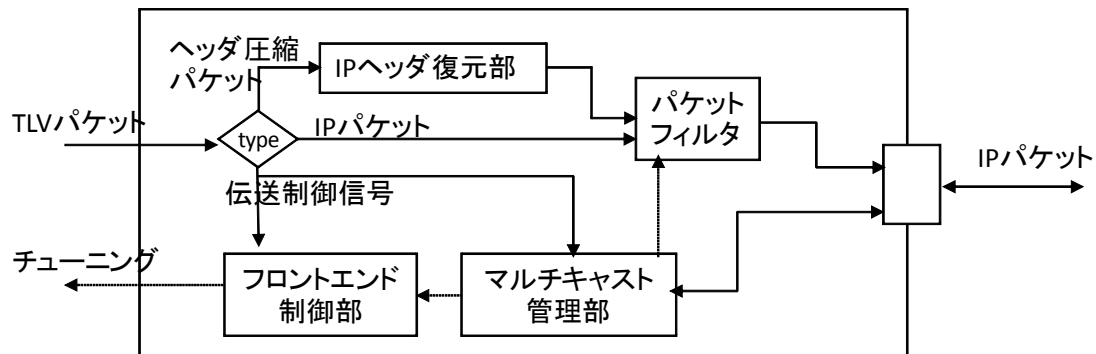 ヘッダ圧縮
パケット
IPヘッダ復元部
パケット
フィルタ
TLVパケット
type
IPパケット
IPパケット
伝送制御信号
チューニング
フロントエンド
制御部
マルチキャスト
管理部